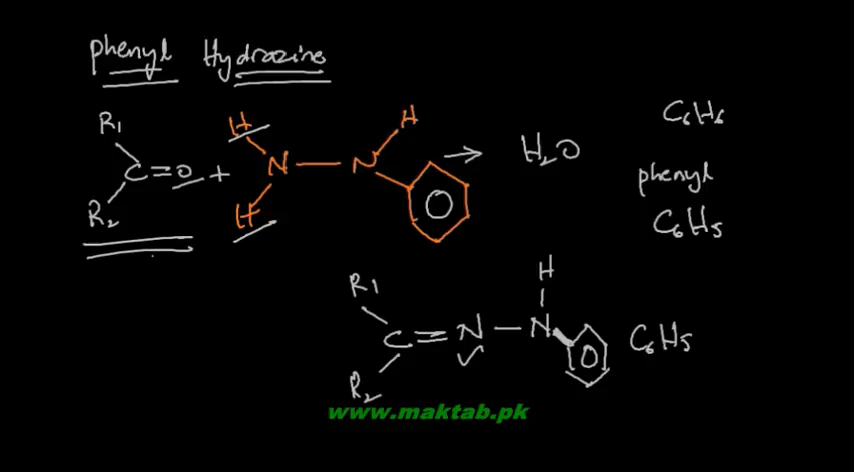 phenyl Hydrazine
R1
C=O +
R2
H
N — N
H
H
→ H2O
C6H6
phenyl
C6H5
R1
C=N — N
H
R2
C6H5
www.maktab.pk